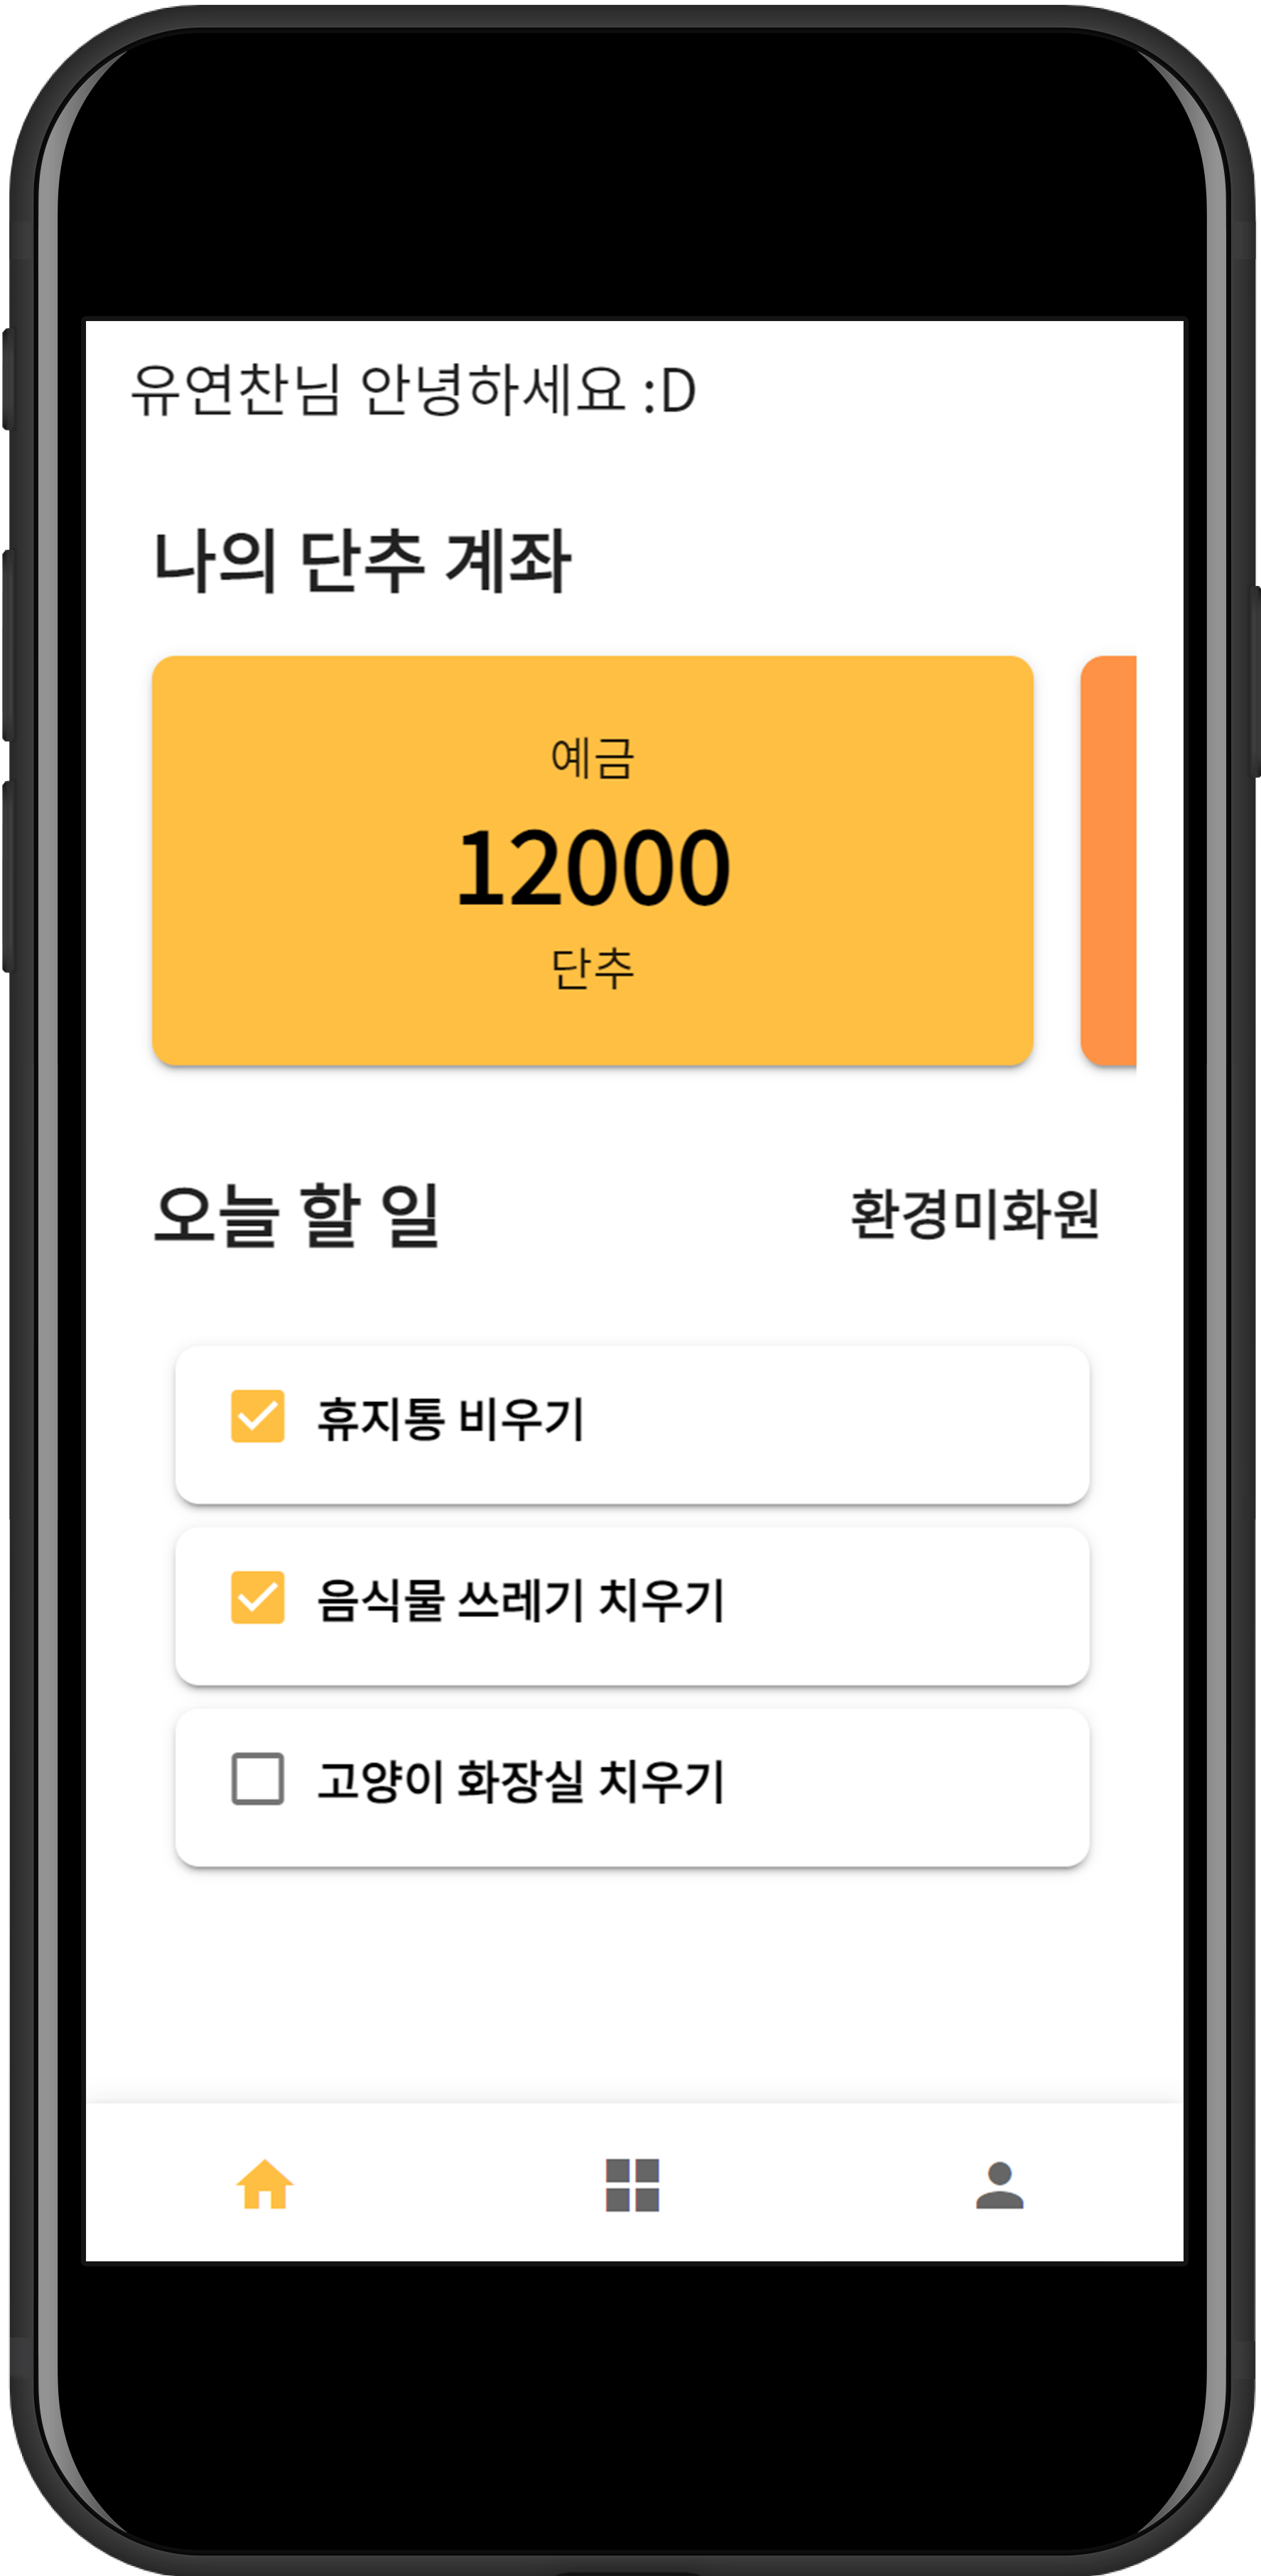 유연찬님 안녕하세요 :D
나의 단추 계좌
예금
12000
단추
오늘 할 일 환경미화원
휴지통 비우기
음식물 쓰레기 치우기
고양이 화장실 치우기